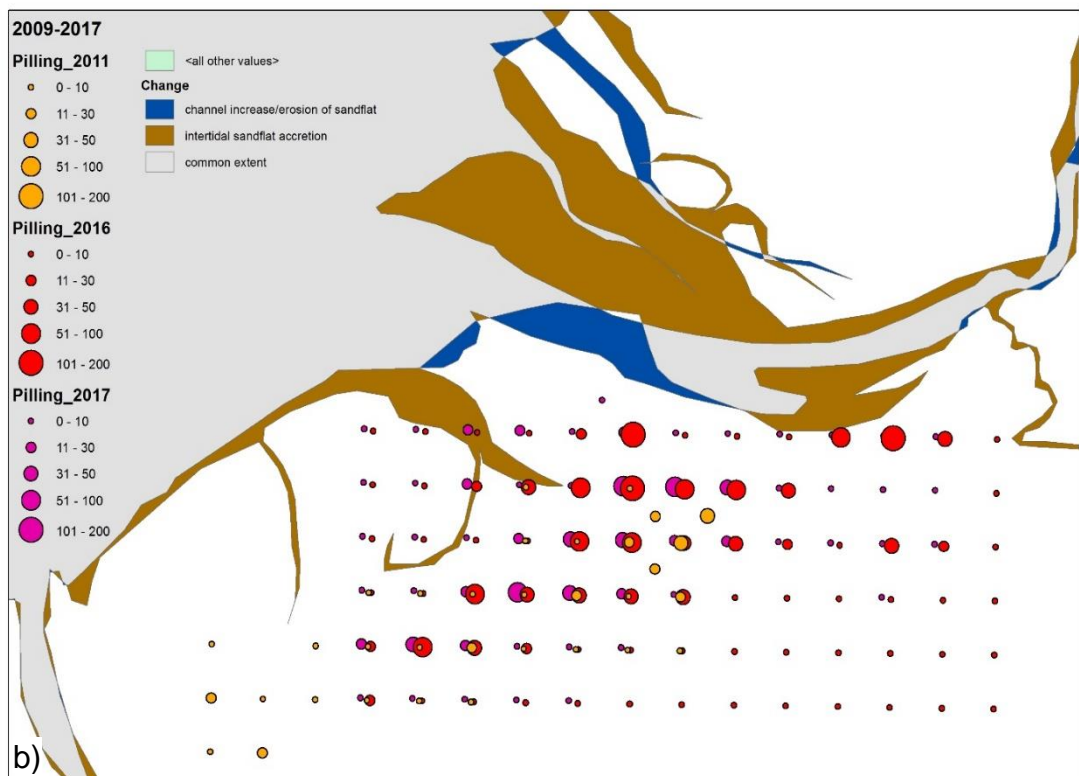 2009-2017
Pilling_2011
0 - 10
11 - 30
31 - 50
51 - 100
101 - 200
Pilling_2016
0 - 10
11 - 30
31 - 50
51 - 100
101 - 200
Pilling_2017
0 - 10
11 - 30
31 - 50
51 - 100
101 - 200
<all other values>
Change
channel increase/erosion of sandflat
intertidal sandflat accretion
common extent
b)